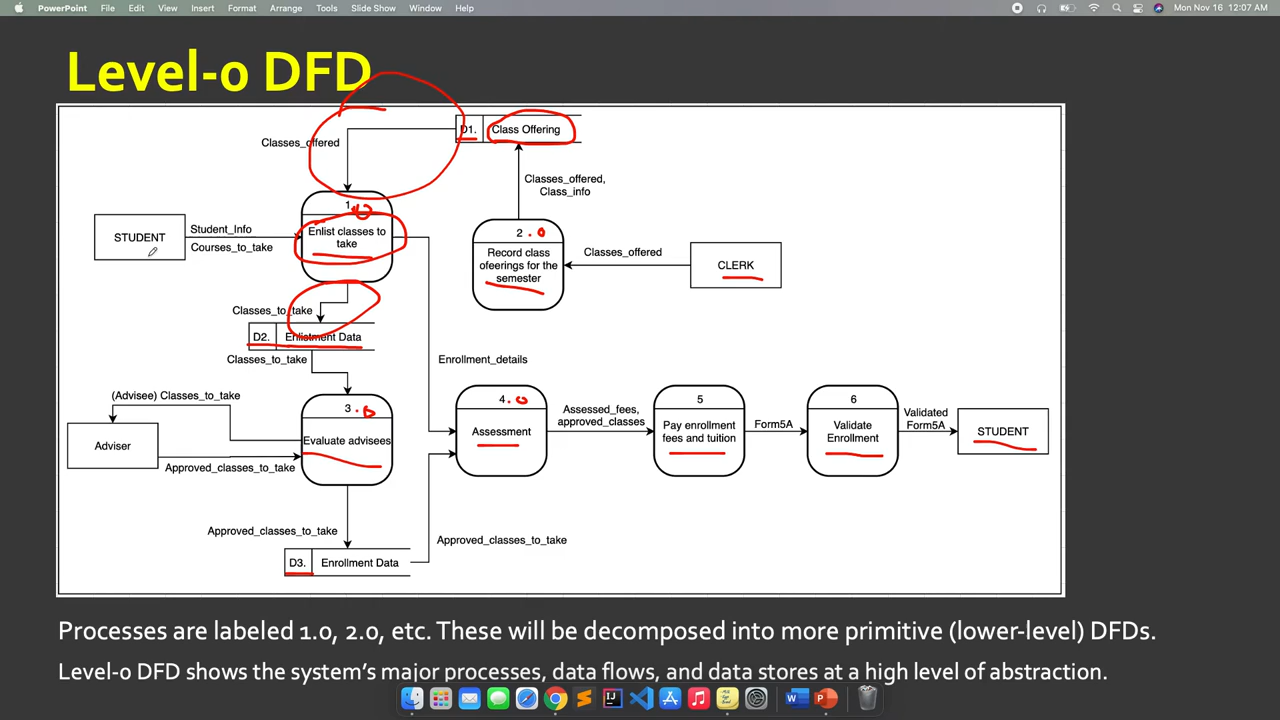 PowerPoint File Edit View Insert Format Arrange Tools Slide Show Window Help Mon Nov 16 12:07 AM
Level-0 DFD
Classes_offered
D1. Class Offering
Classes_offered,
Class_info
1.0
Enlist classes to
take
STUDENT
Student_Info
Courses_to_take
2.0
Record class
ofeerings for the
semester
Classes_offered
CLERK
Classes_to_take
D2. Enlistment Data
Classes_to_take
Enrollment_details
(Advisee) Classes_to_take
Adviser
Approved_classes_to_take
3.0
Evaluate advisees
4.0
Assessment
Assessed_fees,
approved_classes
5
Pay enrollment
fees and tuition
Form5A
6
Validate
Enrollment
Validated
Form5A
STUDENT
Approved_classes_to_take
D3. Enrollment Data
Approved_classes_to_take
Processes are labeled 1.0, 2.0, etc. These will be decomposed into more primitive (lower-level) DFDs.
Level-0 DFD shows the system's major processes, data flows, and data stores at a high level of abstraction.